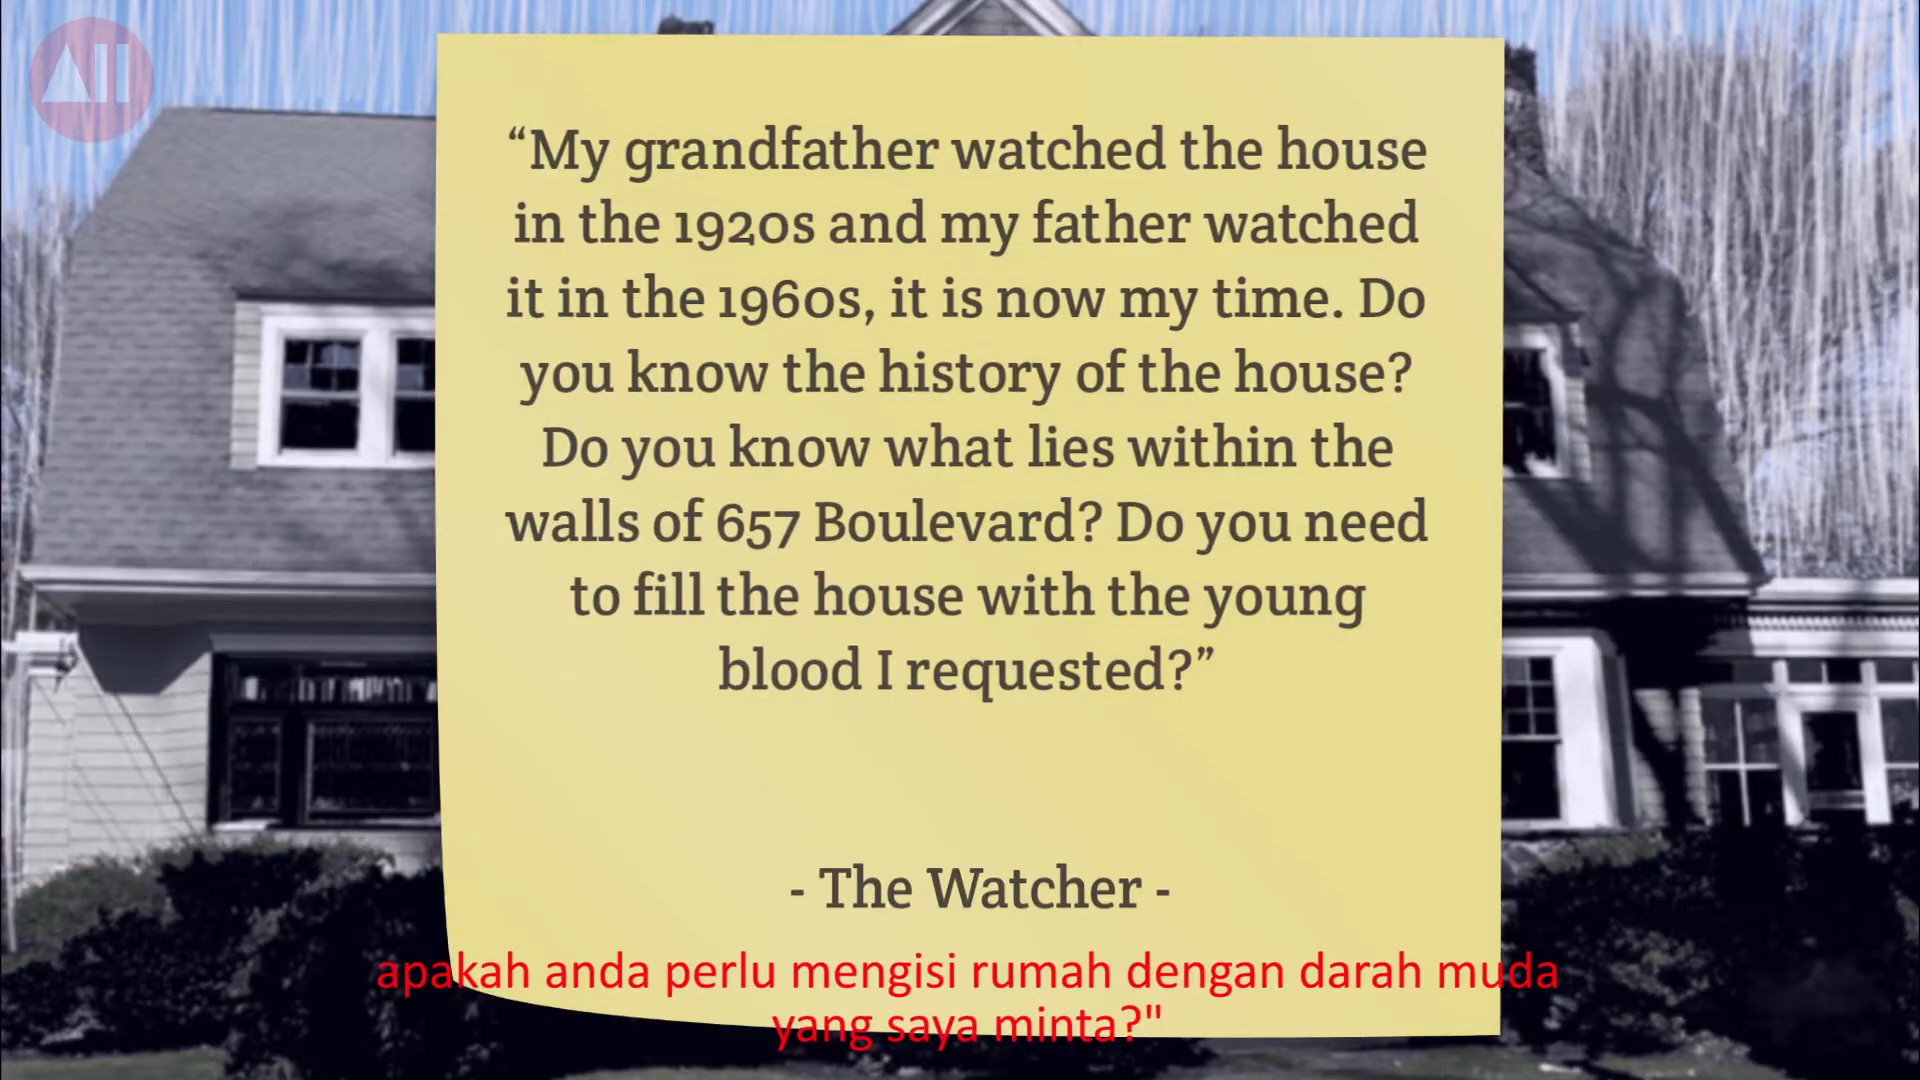 “My grandfather watched the house
in the 1920s and my father watched
it in the 1960s, it is now my time. Do
you know the history of the house?
Do you know what lies within the
walls of 657 Boulevard? Do you need
to fill the house with the young
blood I requested?”
- The Watcher -
apakah anda perlu mengisi rumah dengan darah muda
yang saya minta?"